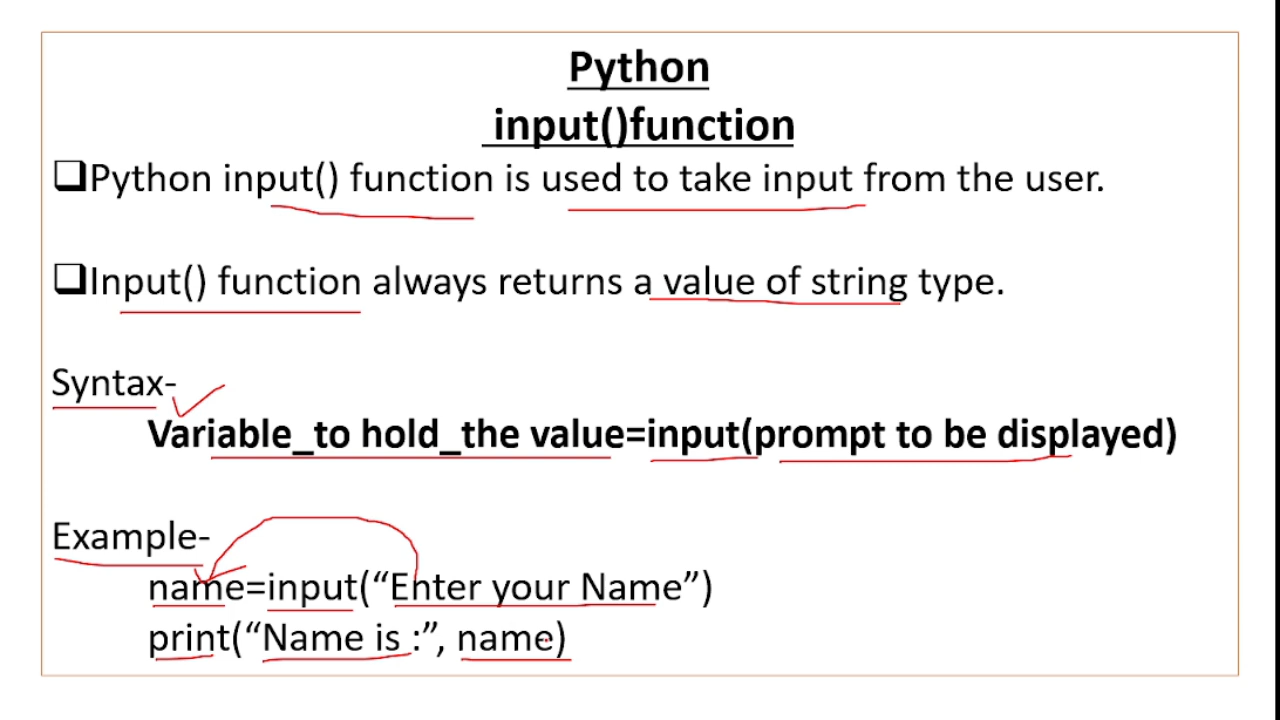 Python
input()function
Python input() function is used to take input from the user.
Input() function always returns a value of string type.
Syntax-
Variable_to hold_the value=input(prompt to be displayed)
Example-
name=input(“Enter your Name”)
print(“Name is :”, name)